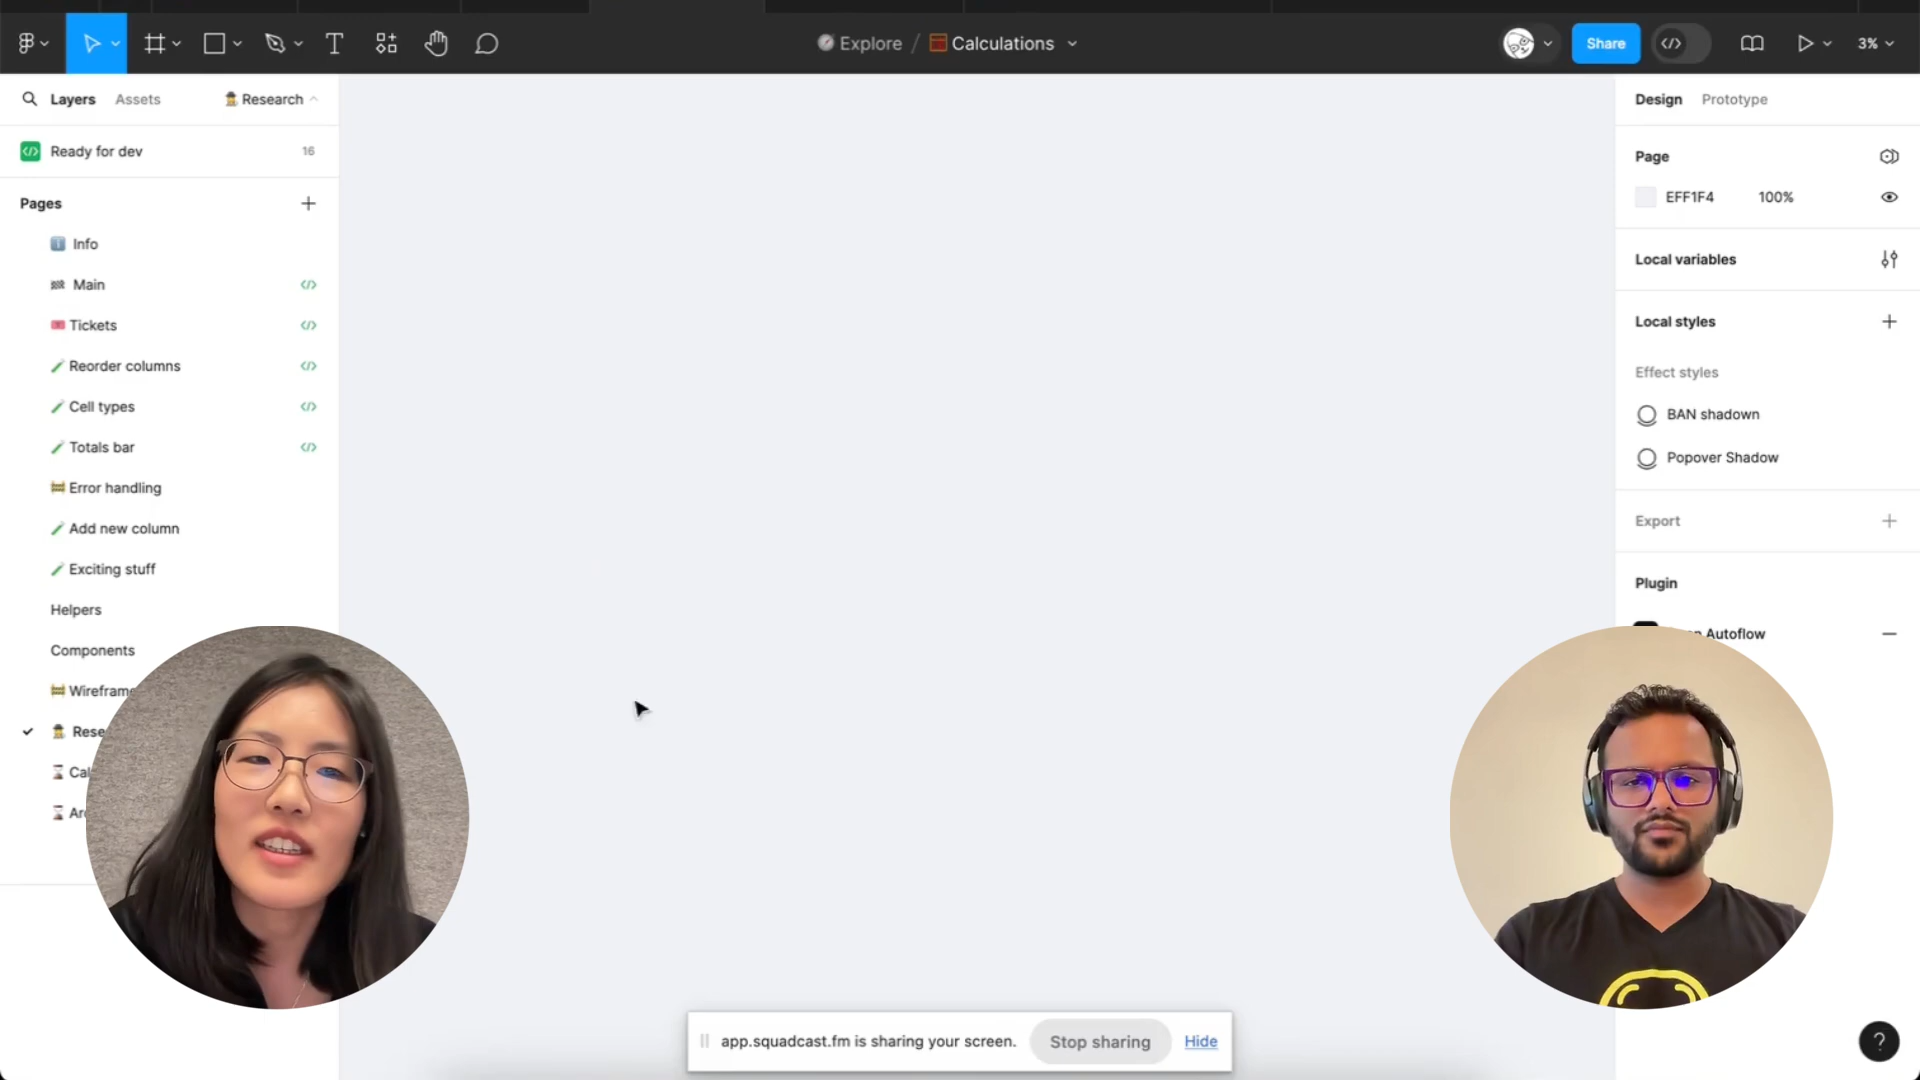 Explore / Calculations
Share
3%
Layers
Assets
Research
Design
Prototype
Ready for dev
16
Page
EFF1F4
100%
Pages
Info
Main
Tickets
Reorder columns
Cell types
Totals bar
Error handling
Add new column
Exciting stuff
Helpers
Components
Local variables
Local styles
Effect styles
BAN shadown
Popover Shadow
Export
Plugin
Autoflow
app.squadcast.fm is sharing your screen.
Stop sharing
Hide
?